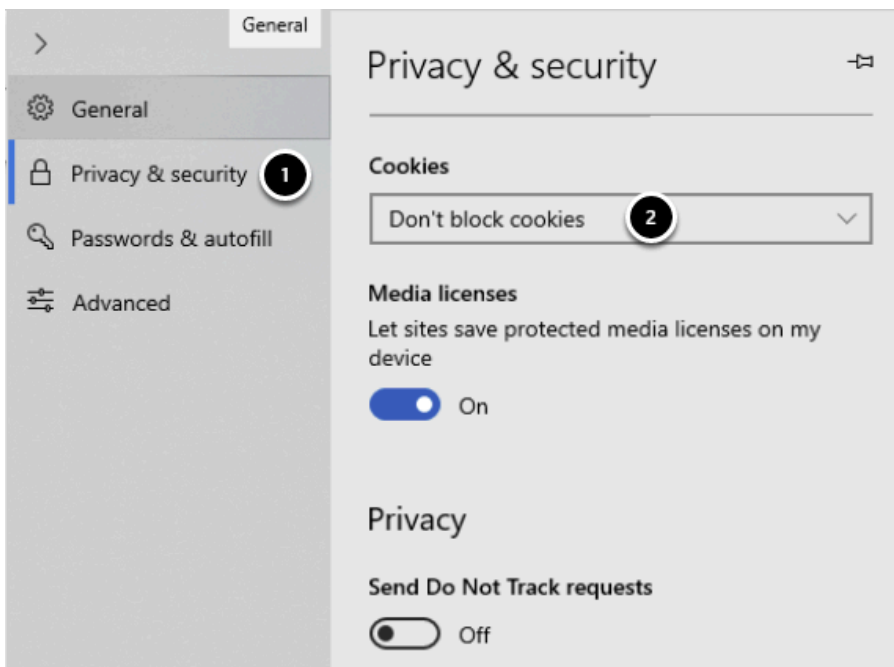 General
General
Privacy & security 1
Passwords & autofill
Advanced
Privacy & security
Cookies
Don't block cookies 2
Media licenses
Let sites save protected media licenses on my
device
On
Privacy
Send Do Not Track requests
Off